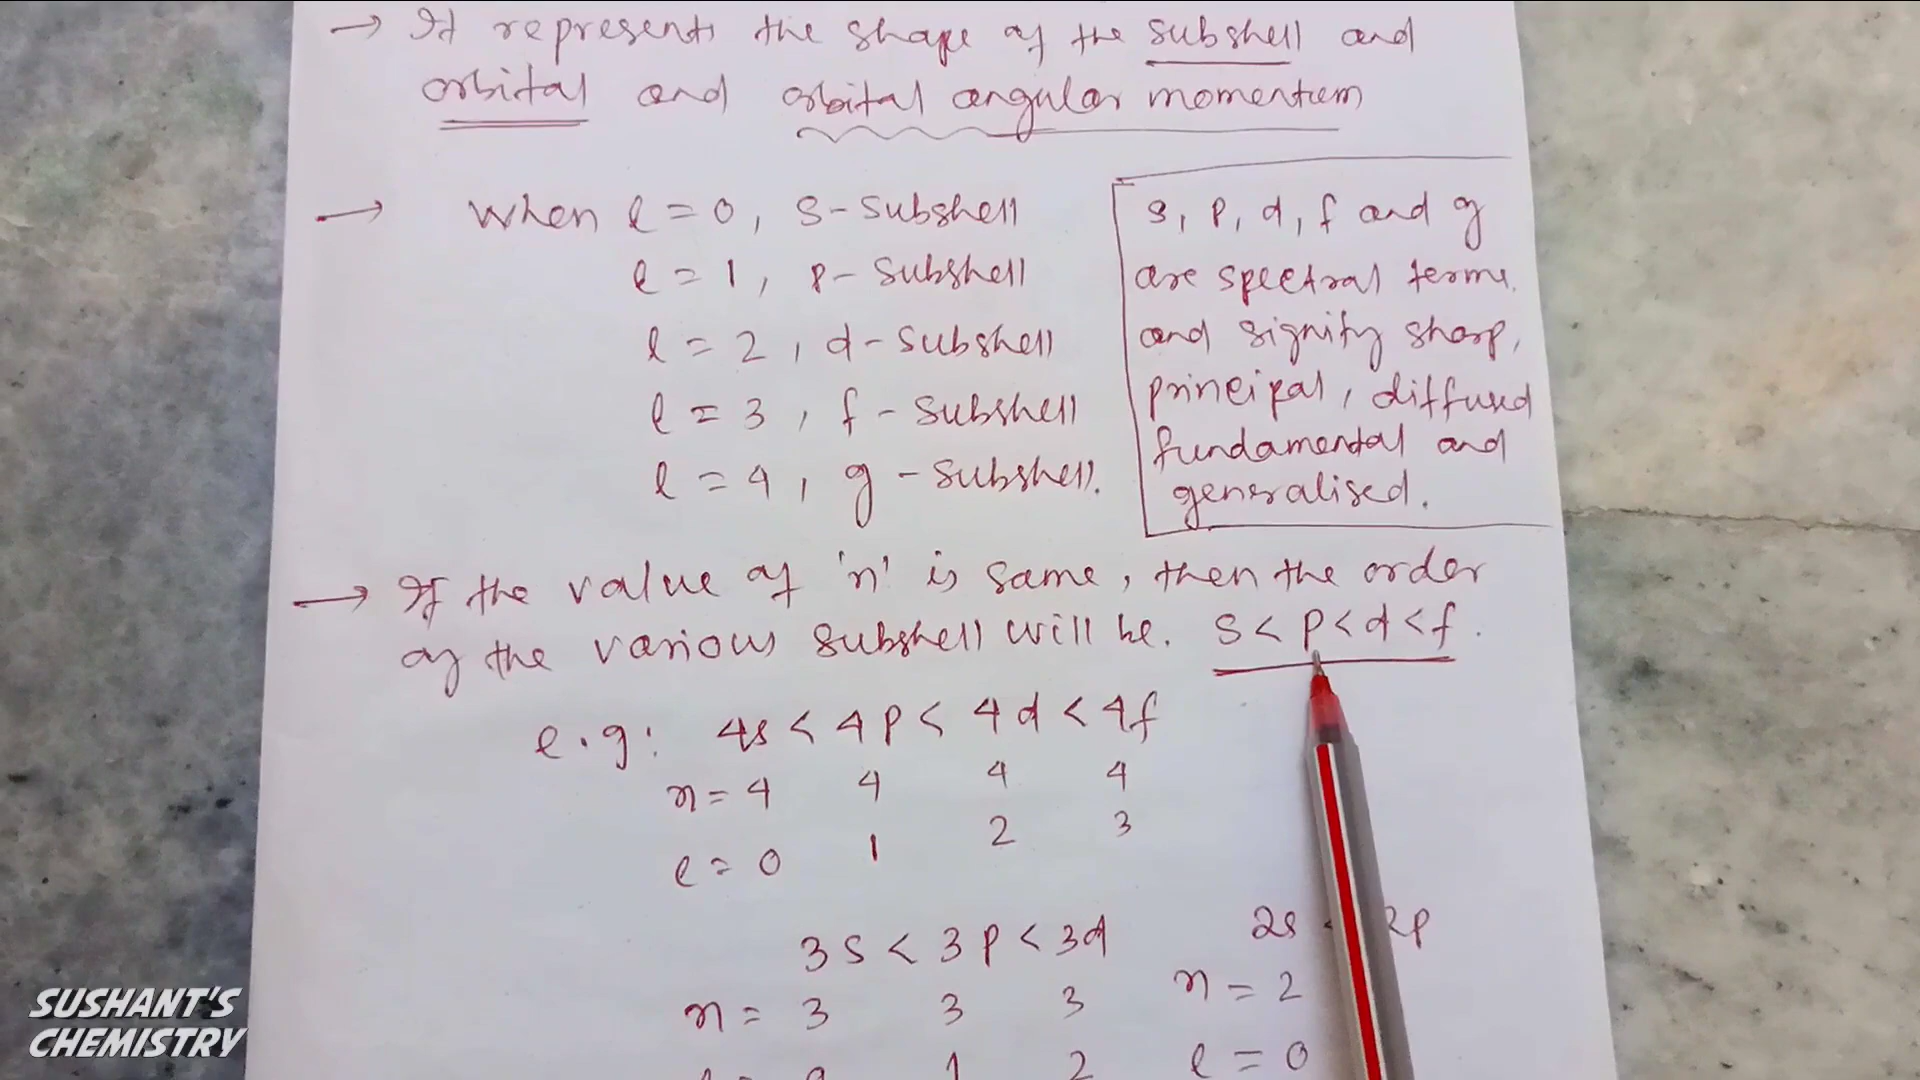 → It represents the shape of the subshell and
orbital and orbital angular momentum
→ when l = 0, s-subshell
l = 1, p-subshell
l = 2, d-subshell
l = 3, f-subshell
l = 4, g-subshell.
s, p, d, f and g
are spectral terms.
and signify sharp,
principal, diffused
fundamental and
generalised.
→ If the value of 'n' is same, then the order
of the various subshell will be. s < p < d < f.
e.g: 4s < 4p < 4d < 4f
n = 4 4 4 4
l = 0 1 2 3
3s < 3p < 3d
n = 3 3 3
1 2
2s < 2p
n = 2
l = 0
SUSHANT'S
CHEMISTRY